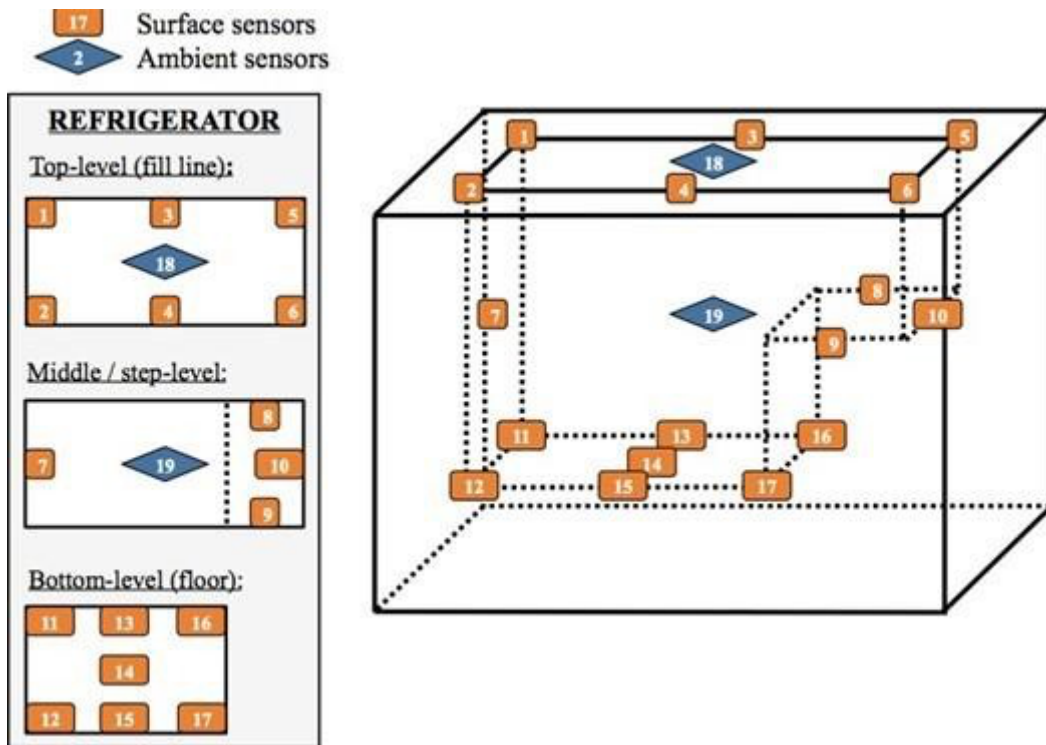 17 Surface sensors
2 Ambient sensors
REFRIGERATOR
Top-level (fill line):
1 3 5
18
2 4 6
Middle / step-level:
8
7 19 10
9
Bottom-level (floor):
11 13 16
14
12 15 17
1 3 5
18
2 4 6
8
7 19 10
9
11 13 16
14
12 15 17